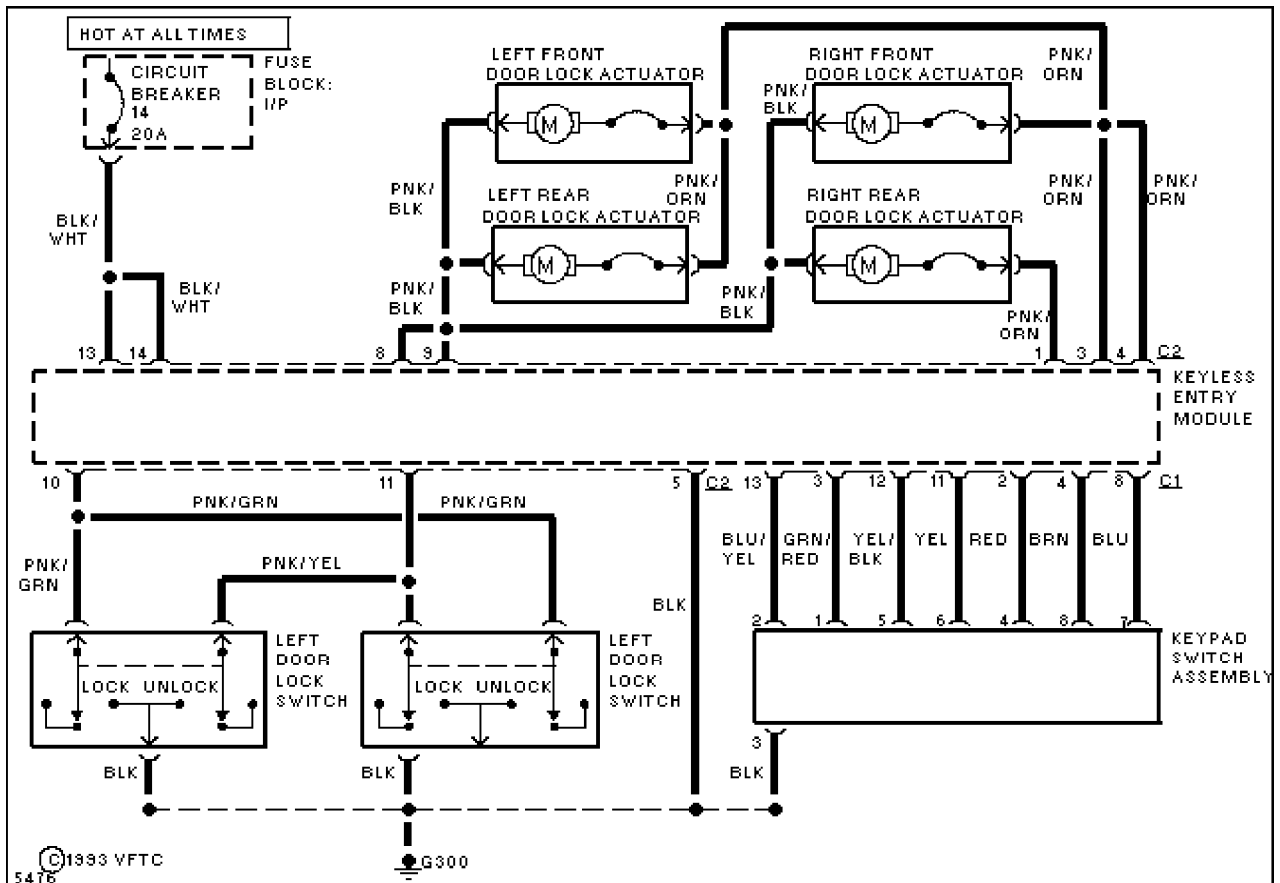 HOT AT ALL TIMES
CIRCUIT
BREAKER
14
20A
FUSE
BLOCK:
I/P
LEFT FRONT
DOOR LOCK ACTUATOR
RIGHT FRONT
DOOR LOCK ACTUATOR
PNK/
ORN
PNK/
BLK
M
M
PNK/
BLK
LEFT REAR
DOOR LOCK ACTUATOR
PNK/
ORN
RIGHT REAR
DOOR LOCK ACTUATOR
PNK/
ORN
PNK/
ORN
BLK/
WHT
M
M
BLK/
WHT
PNK/
BLK
PNK/
BLK
PNK/
ORN
13 14 8 9 1 3 4 C2
KEYLESS
ENTRY
MODULE
10 11 5 C2 13 3 12 11 2 4 8 C1
PNK/GRN PNK/GRN
PNK/
GRN
PNK/YEL
BLU/
YEL
GRN/
RED
YEL/
BLK
YEL RED BRN BLU
BLK
2 1 5 6 4 8 7
LEFT
DOOR
LOCK
SWITCH
LOCK UNLOCK
LEFT
DOOR
LOCK
SWITCH
LOCK UNLOCK
KEYPAD
SWITCH
ASSEMBLY
3
BLK BLK BLK
G300
©1993 VFTC
5476